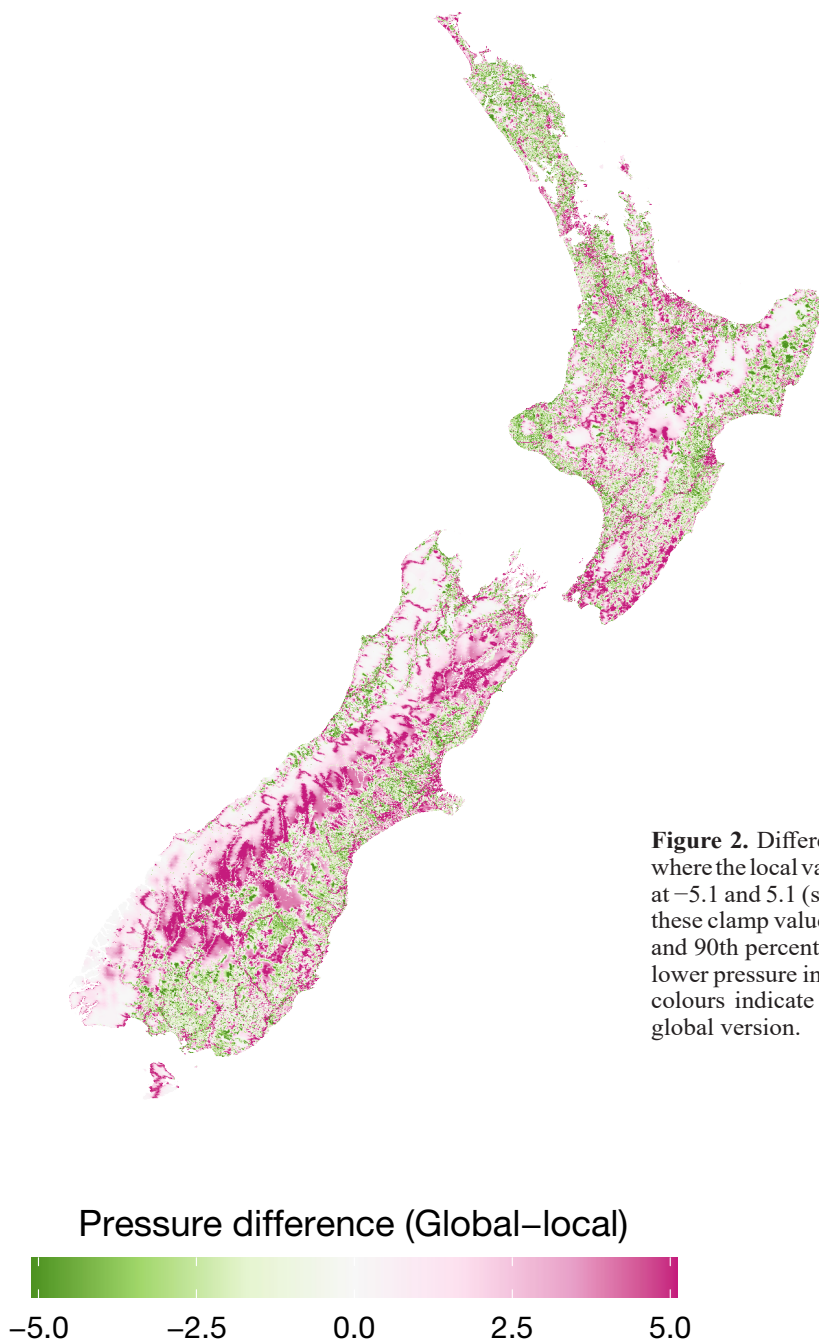 Figure 2. Differe
where the local va
at −5.1 and 5.1 (s
these clamp value
and 90th percent
lower pressure in
colours indicate
global version.
Pressure difference (Global−local)
−5.0 −2.5 0.0 2.5 5.0